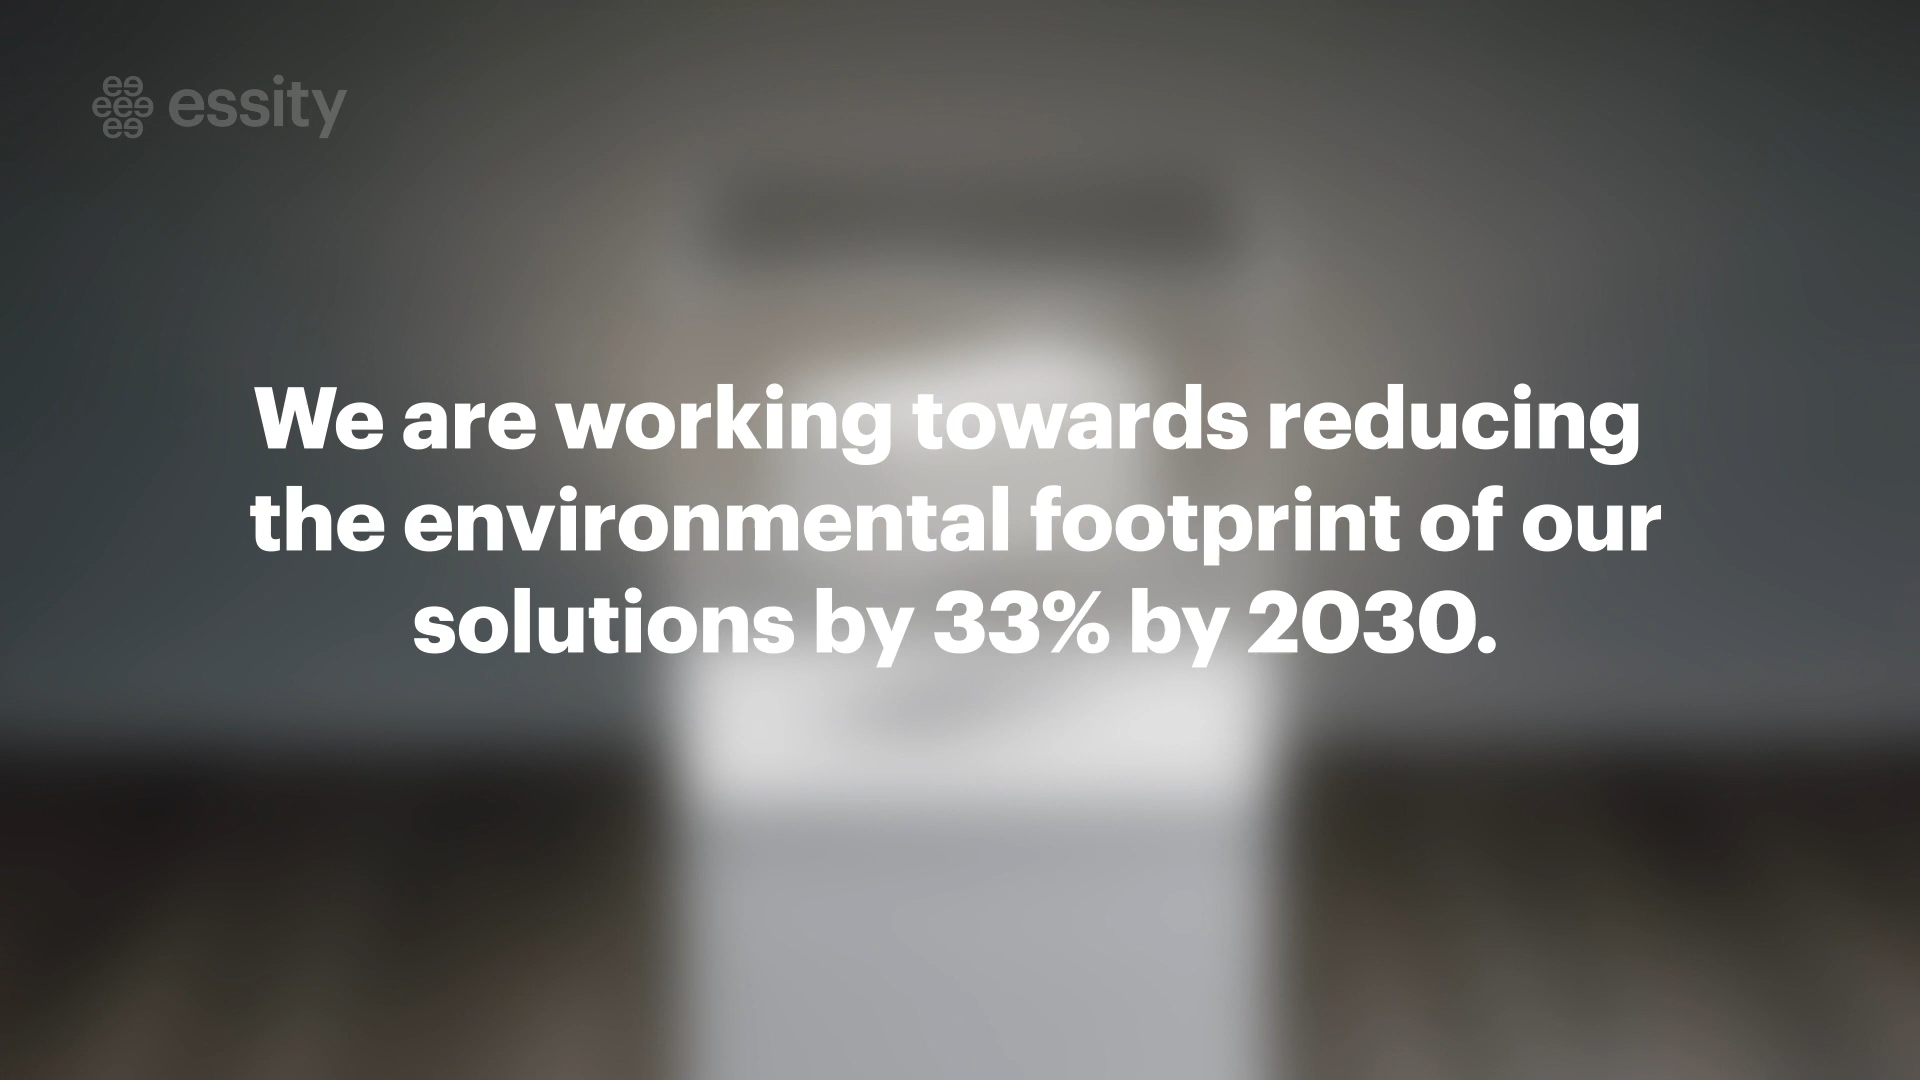 essity
We are working towards reducing
the environmental footprint of our
solutions by 33% by 2030.